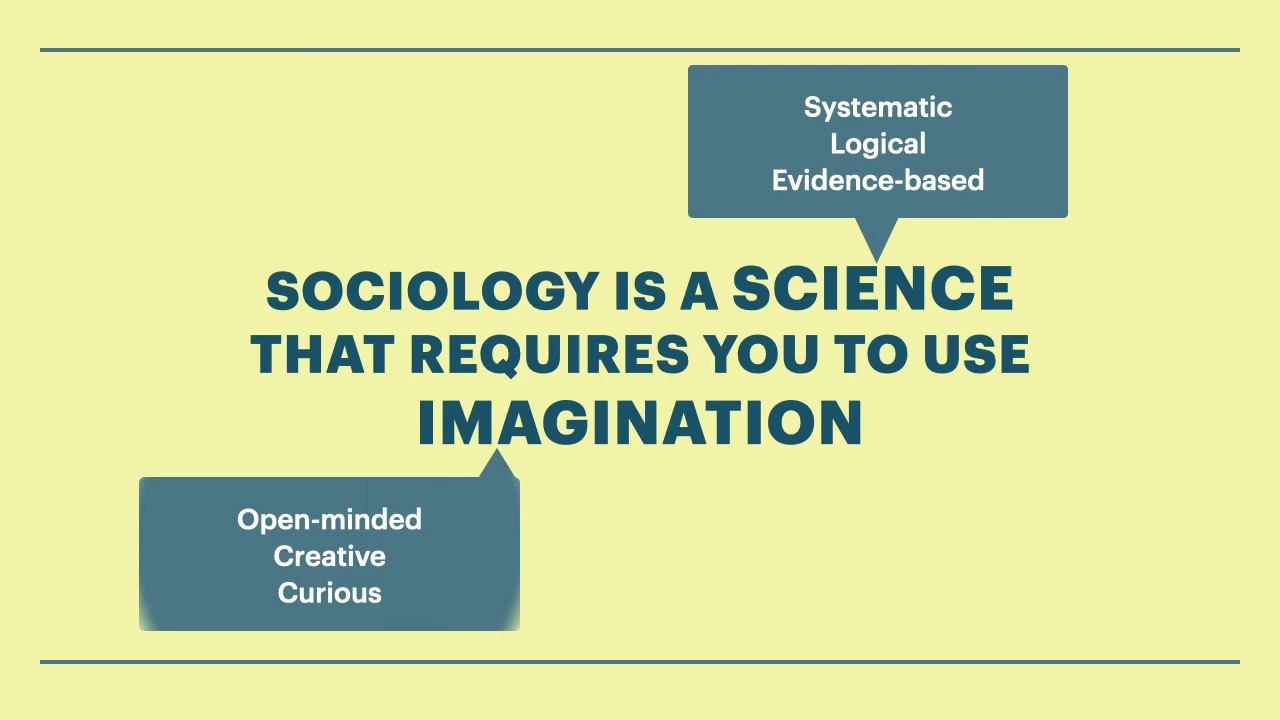 Systematic
Logical
Evidence-based
SOCIOLOGY IS A SCIENCE
THAT REQUIRES YOU TO USE
IMAGINATION
Open-minded
Creative
Curious